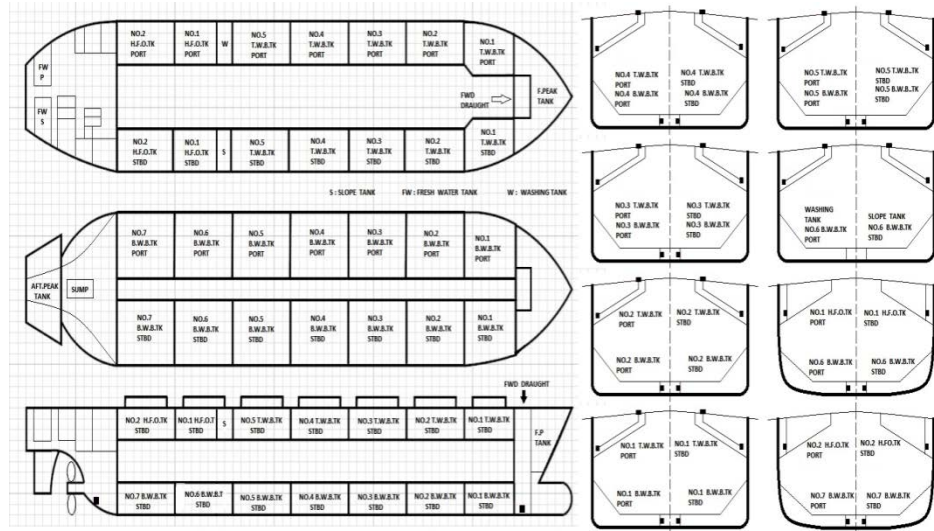 NO.2
H.F.O.TK
PORT
NO.1
H.F.O.TK
PORT
W
NO.5
T.W.B.TK
PORT
NO.4
T.W.B.TK
PORT
NO.3
T.W.B.TK
PORT
NO.2
T.W.B.TK
PORT
NO.1
T.W.B.TK
PORT
FW
P
FW
S
FWD
DRAUGHT
F.PEAK
TANK
NO.2
H.F.O.TK
STBD
NO.1
H.F.O.TK
STBD
S
NO.5
T.W.B.TK
STBD
NO.4
T.W.B.TK
STBD
NO.3
T.W.B.TK
STBD
NO.2
T.W.B.TK
STBD
NO.1
T.W.B.TK
STBD
S : SLOPE TANK FW : FRESH WATER TANK W : WASHING TANK
NO.7
B.W.B.TK
PORT
NO.6
B.W.B.TK
PORT
NO.5
B.W.B.TK
PORT
NO.4
B.W.B.TK
PORT
NO.3
B.W.B.TK
PORT
NO.2
B.W.B.TK
PORT
NO.1
B.W.B.TK
PORT
AFT.PEAK
TANK
SUMP
NO.7
B.W.B.TK
STBD
NO.6
B.W.B.TK
STBD
NO.5
B.W.B.TK
STBD
NO.4
B.W.B.TK
STBD
NO.3
B.W.B.TK
STBD
NO.2
B.W.B.TK
STBD
NO.1
B.W.B.TK
STBD
FWD DRAUGHT
NO.2 H.F.O.TK
STBD
NO.1 H.F.O.T
STBD
S
NO.5 T.W.B.TK
STBD
NO.4 T.W.B.TK
STBD
NO.3 T.W.B.TK
STBD
NO.2 T.W.B.TK
STBD
NO.1 T.W.B.TK
STBD
F.P
TANK
NO.7 B.W.B.TK
STBD
NO.6 B.W.B.T
STBD
NO.5 B.W.B.TK
STBD
NO.4 B.W.B.TK
STBD
NO.3 B.W.B.TK
STBD
NO.2 B.W.B.TK
STBD
NO.1 B.W.B.TK
STBD
NO.4 T.W.B.TK
PORT
NO.4 B.W.B.TK
PORT
NO.4 T.W.B.TK
STBD
NO.4 B.W.B.TK
STBD
NO.5 T.W.B..TK
PORT
NO.5 B.W.B.TK
PORT
NO.5 T.W.B..TK
STBD
NO.5 B.W.B.TK
STBD
NO.3 T.W.B.TK
PORT
NO.3 B.W.B.TK
PORT
NO.3 T.W.B.TK
STBD
NO.3 B.W.B.TK
STBD
WASHING
TANK
NO.6 B.W.B.TK
PORT
SLOPE TANK
NO.6 B.W.B.TK
STBD
NO.2 T.W.B.TK
PORT
NO.2 T.W.B.TK
STBD
NO.2 B.W.B.TK
PORT
NO.2 B.W.B.TK
STBD
NO.1 H.F.O.TK
PORT
NO.1 H.F.O.TK
STBD
NO.6 B.W.B.TK
PORT
NO.6 B.W.B.TK
STBD
NO.1 T.W.B.TK
PORT
NO.1 T.W.B.TK
STBD
NO.1 B.W.B.TK
PORT
NO.1 B.W.B.TK
STBD
NO.2 H.F.O.TK
PORT
NO.2 H.FO.TK
STBD
NO.7 B.W.B.TK
PORT
NO.7 B.W.B.TK
STBD